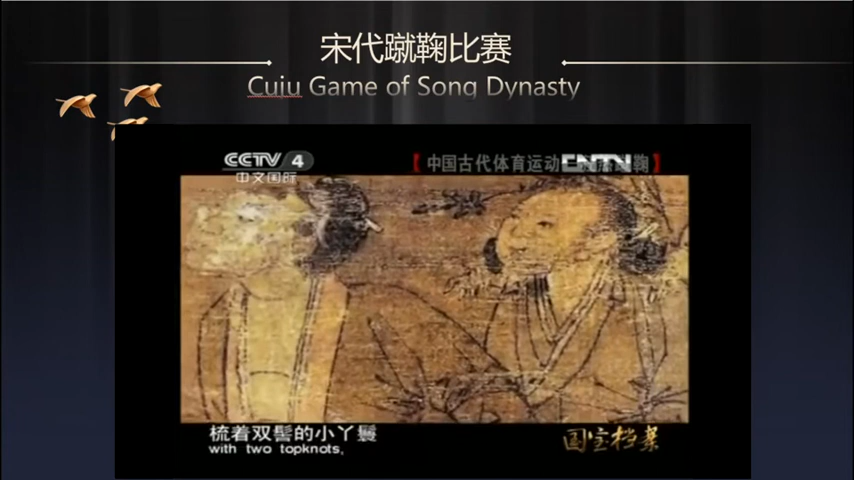 宋代蹴鞠比赛
Cuju Game of Song Dynasty
CCTV 4
中文国际
【中国古代体育运动
CNTV
鞠】
梳着双髻的小丫鬟
with two topknots,
国宝档案